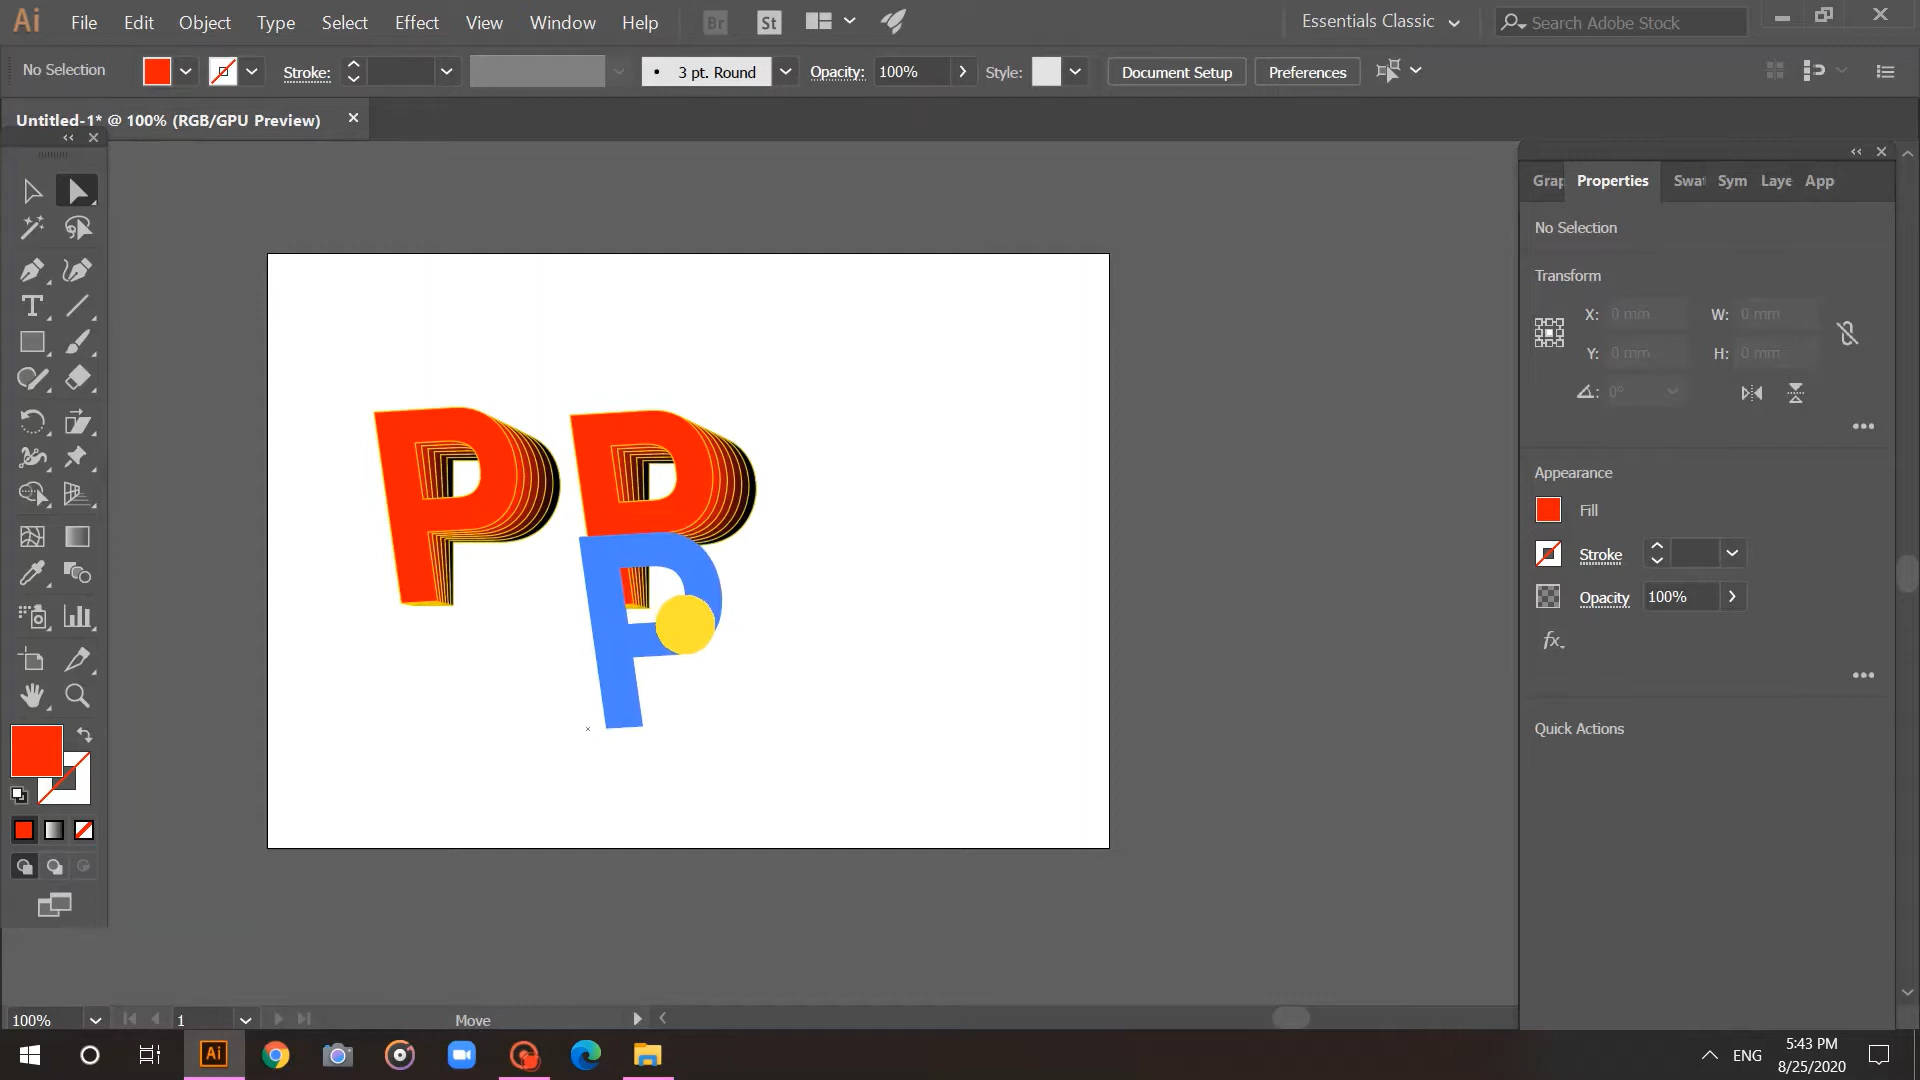 Ai File Edit Object Type Select Effect View Window Help Br St Essentials Classic Search Adobe Stock
No Selection Stroke: 3 pt. Round Opacity: 100% Style: Document Setup Preferences
Untitled-1* @ 100% (RGB/GPU Preview)
Grap Properties Swat Sym Laye App
No Selection
Transform
X: 0 mm W: 0 mm
Y: 0 mm H: 0 mm
0°
Appearance
Fill
Stroke
Opacity 100%
fx
Quick Actions
P P
P
100% 1 Move
Ai ENG 5:43 PM
8/25/2020